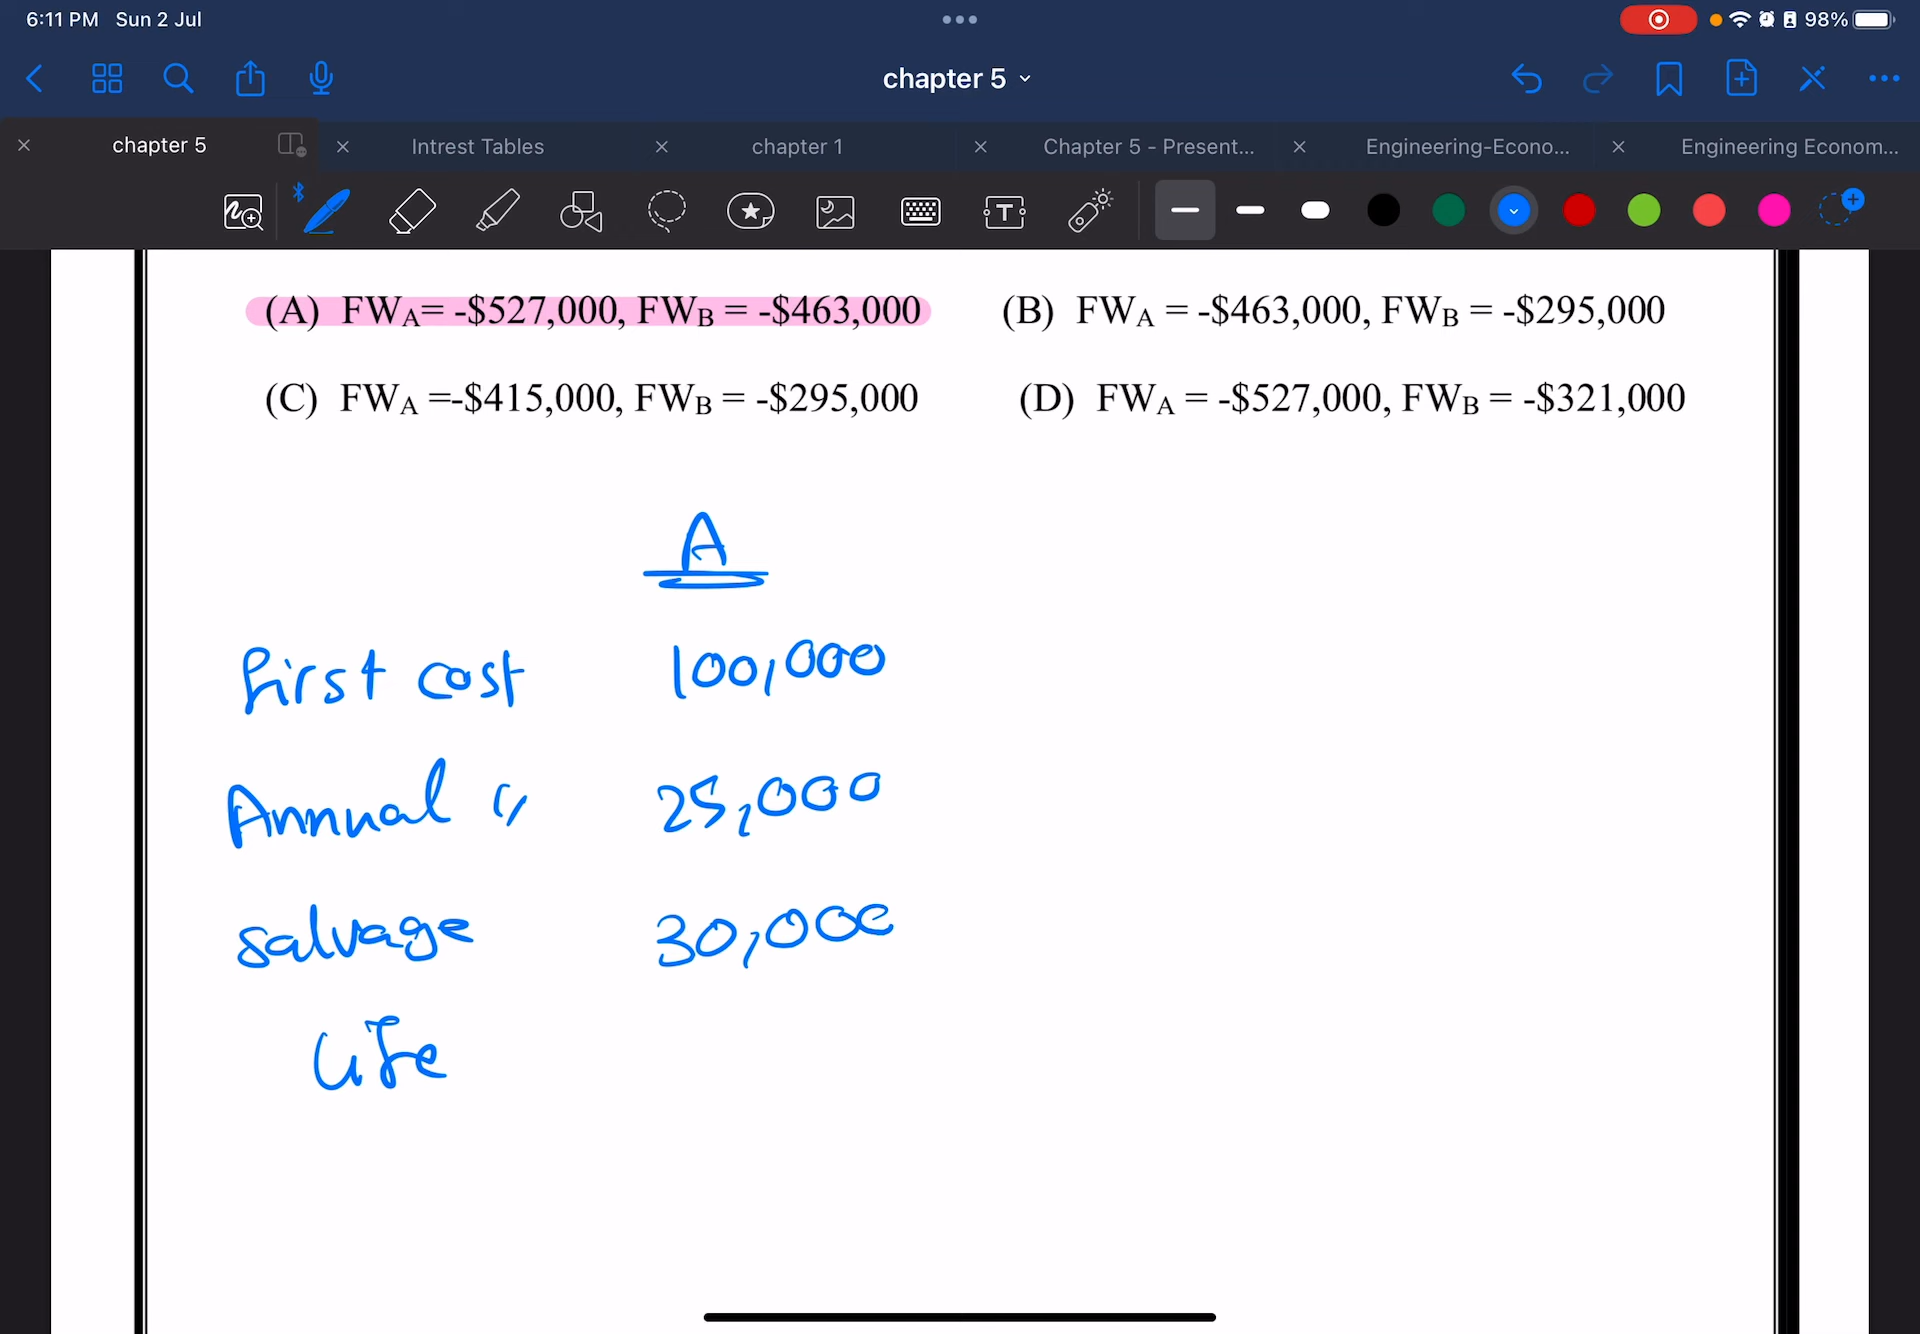 6:11 PM Sun 2 Jul 98%
chapter 5
chapter 5 Intrest Tables chapter 1 Chapter 5 - Present... Engineering-Econo... Engineering Econom...
(A) FWA= -$527,000, FWB = -$463,000 (B) FWA = -$463,000, FWB = -$295,000
(C) FWA =-$415,000, FWB = -$295,000 (D) FWA = -$527,000, FWB = -$321,000
A
first cost 100,000
Annual " 25,000
salvage 30,000
life